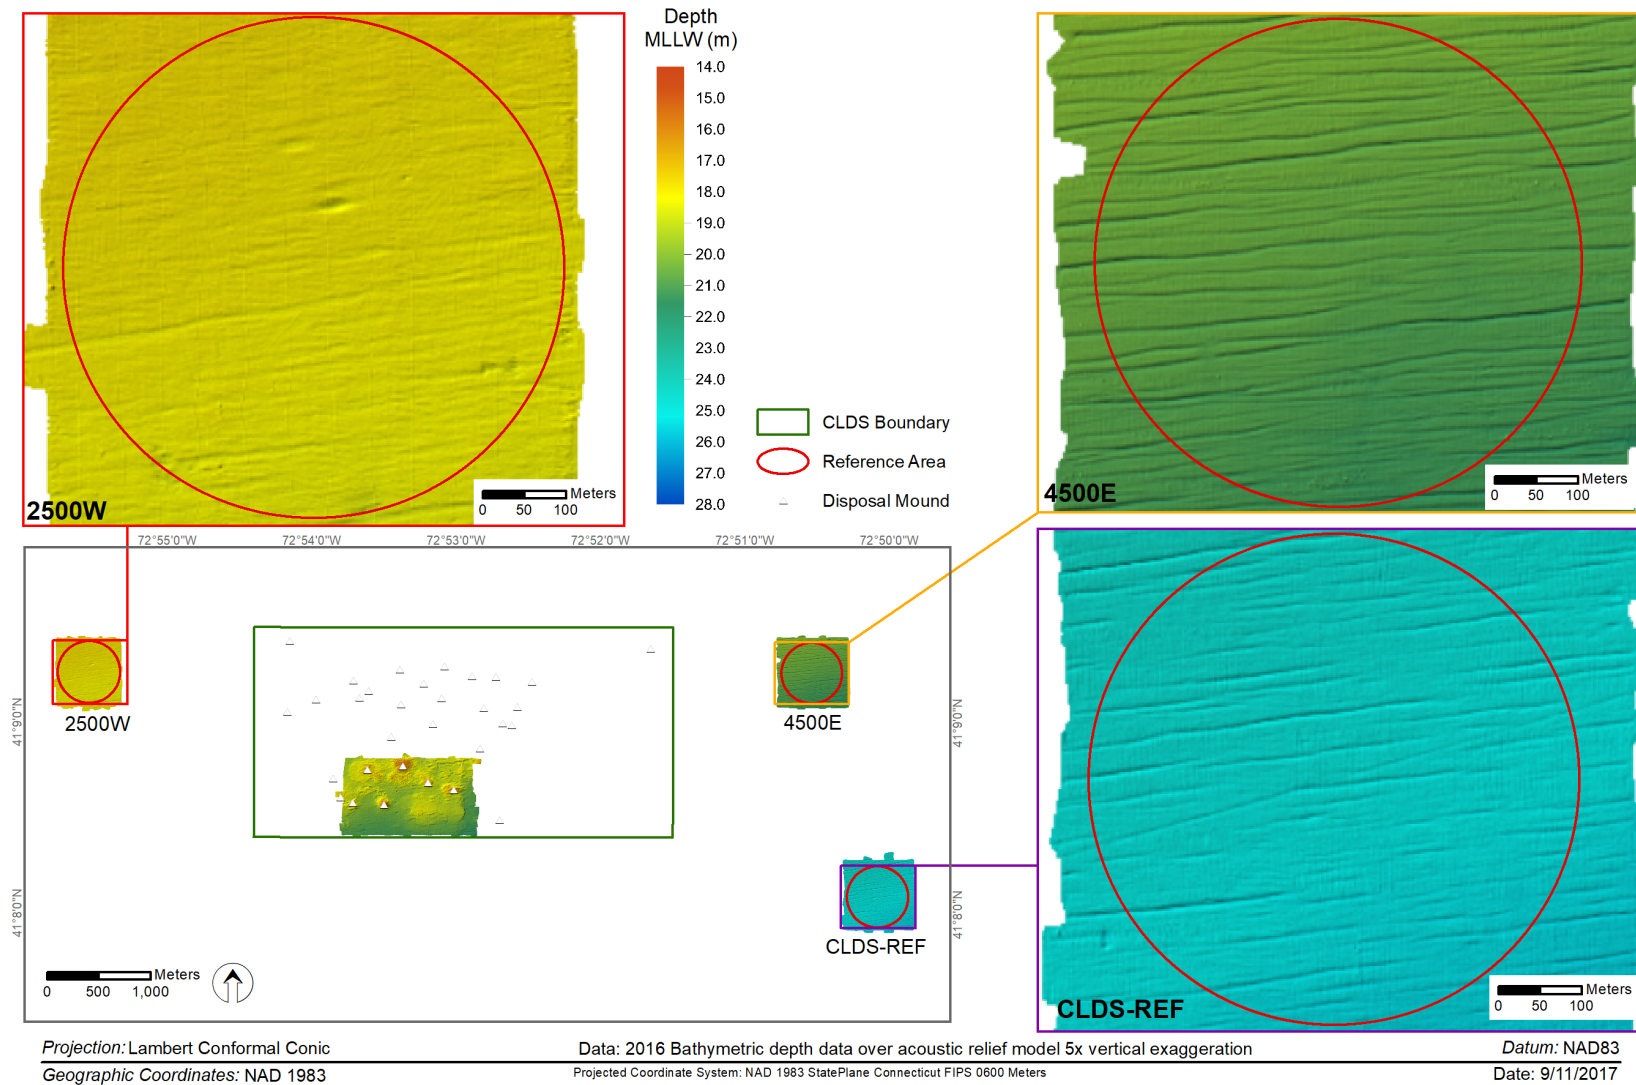 Depth
MLLW (m)
14.0
15.0
16.0
17.0
18.0
19.0
20.0
21.0
22.0
23.0
24.0
25.0
26.0
27.0
28.0
CLDS Boundary
Reference Area
Disposal Mound
2500W
Meters
0 50 100
4500E
Meters
0 50 100
72°55'0"W 72°54'0"W 72°53'0"W 72°52'0"W 72°51'0"W 72°50'0"W
41°9'0"N
41°8'0"N
41°9'0"N
41°8'0"N
2500W
4500E
CLDS-REF
Meters
0 500 1,000
CLDS-REF
Meters
0 50 100
Projection: Lambert Conformal Conic
Data: 2016 Bathymetric depth data over acoustic relief model 5x vertical exaggeration
Datum: NAD83
Geographic Coordinates: NAD 1983
Projected Coordinate System: NAD 1983 StatePlane Connecticut FIPS 0600 Meters
Date: 9/11/2017